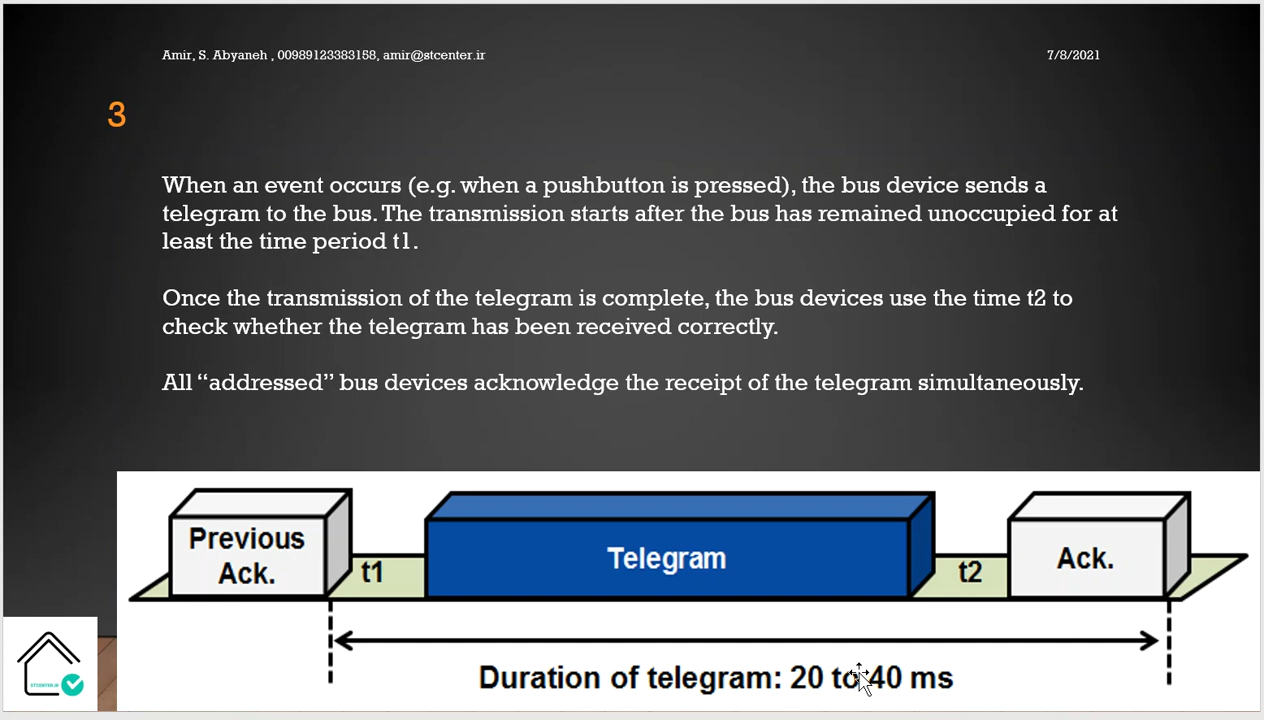 Amir, S. Abyaneh , 00989123383158, amir@stcenter.ir
7/8/2021
3
When an event occurs (e.g. when a pushbutton is pressed), the bus device sends a
telegram to the bus. The transmission starts after the bus has remained unoccupied for at
least the time period t1.
Once the transmission of the telegram is complete, the bus devices use the time t2 to
check whether the telegram has been received correctly.
All “addressed” bus devices acknowledge the receipt of the telegram simultaneously.
Previous
Ack.
t1
Telegram
t2
Ack.
Duration of telegram: 20 to 40 ms
STCENTER.IR